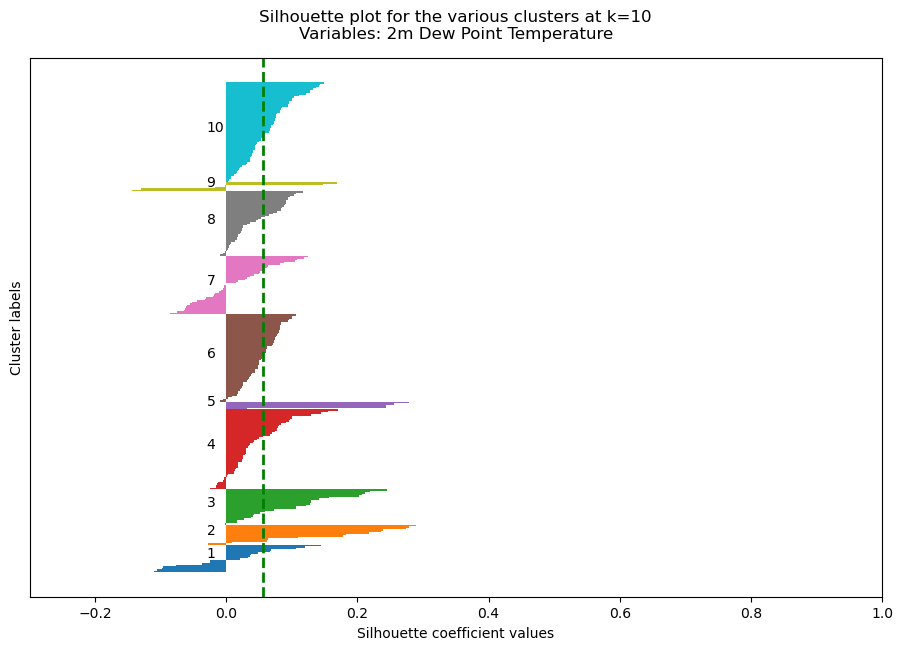 Silhouette plot for the various clusters at k=10
Variables: 2m Dew Point Temperature
Cluster labels
10
9
8
7
6
5
4
3
2
1
−0.2 0.0 0.2 0.4 0.6 0.8 1.0
Silhouette coefficient values